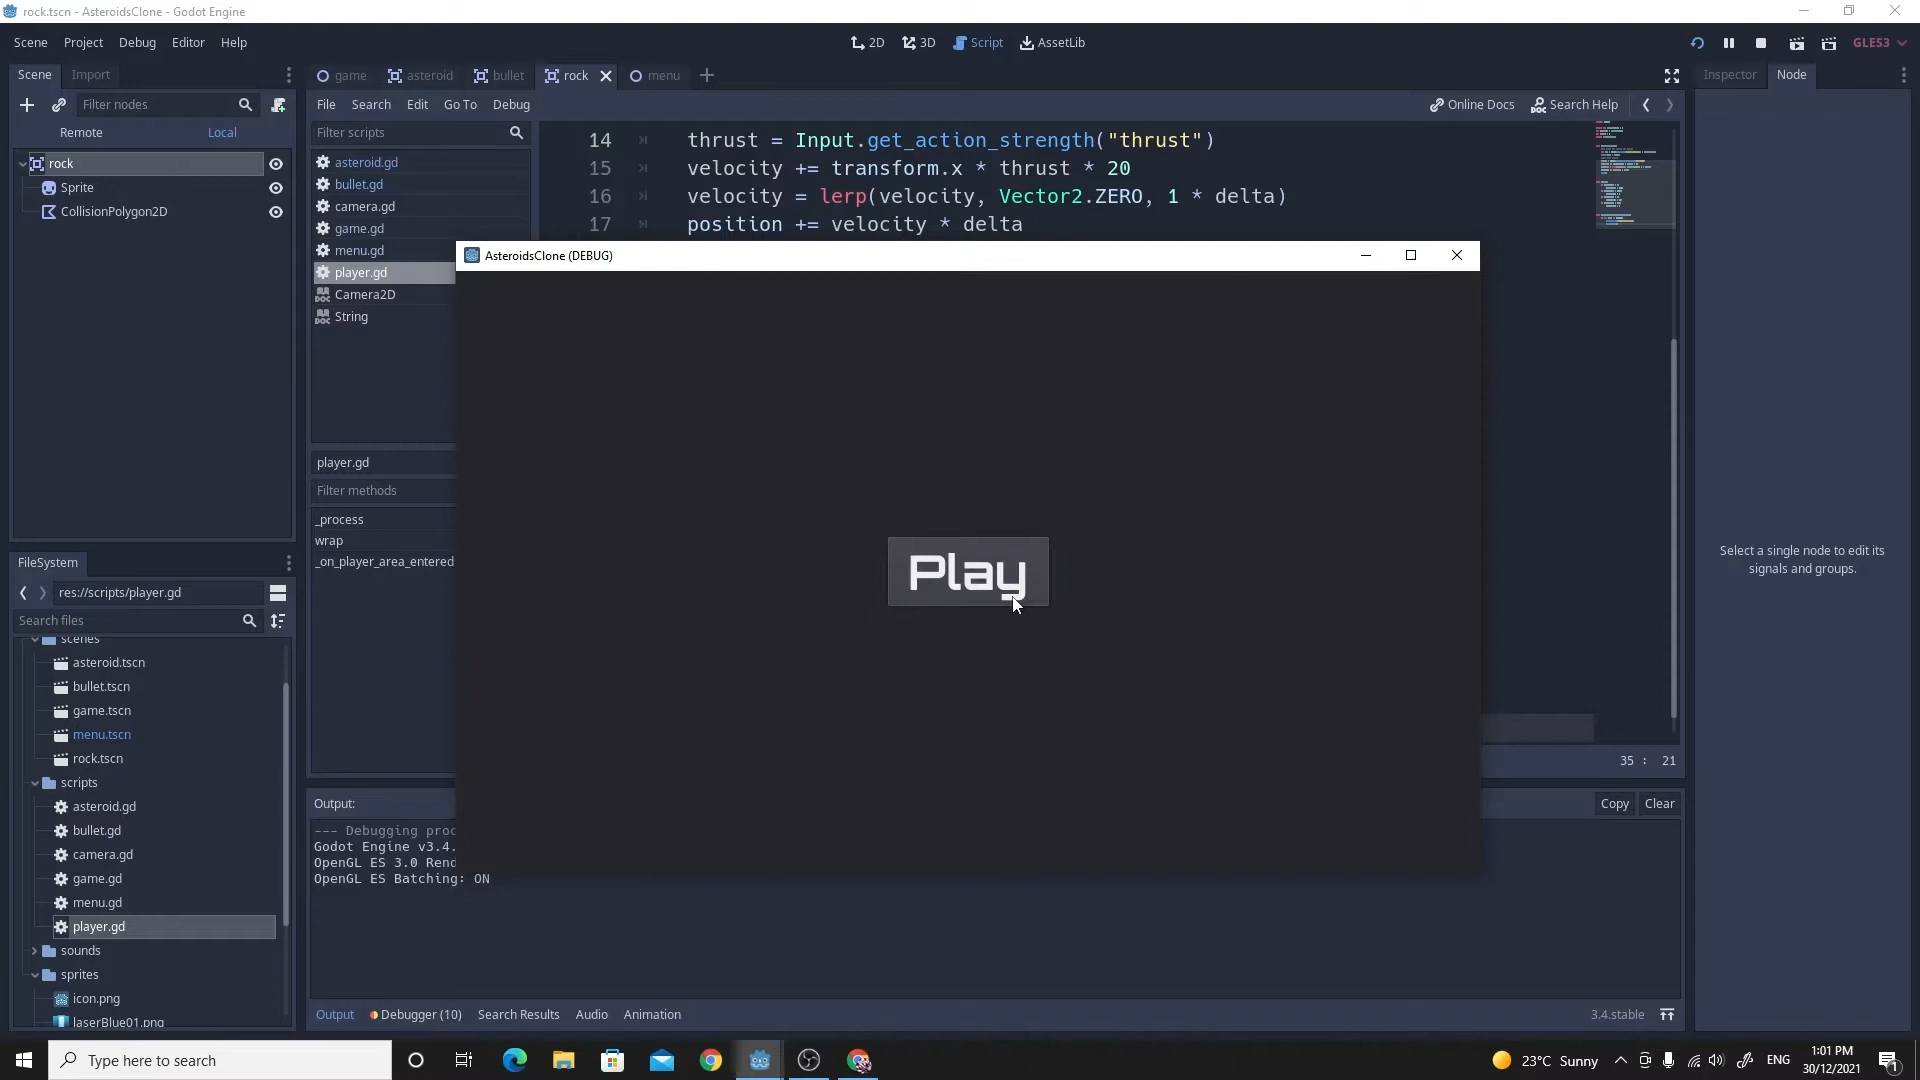 rock.tscn - AsteroidsClone - Godot Engine
Scene Project Debug Editor Help
2D 3D Script AssetLib
GLES3
Scene Import
game asteroid bullet rock menu
Inspector Node
Filter nodes
File Search Edit Go To Debug
Online Docs Search Help
Remote Local
Filter scripts
rock
Sprite
CollisionPolygon2D
asteroid.gd
bullet.gd
camera.gd
game.gd
menu.gd
player.gd
Camera2D
String
14 thrust = Input.get_action_strength("thrust")
15 velocity += transform.x * thrust * 20
16 velocity = lerp(velocity, Vector2.ZERO, 1 * delta)
17 position += velocity * delta
AsteroidsClone (DEBUG)
Play
player.gd
Filter methods
_process
wrap
_on_player_area_entered
Select a single node to edit its
signals and groups.
FileSystem
res://scripts/player.gd
Search files
scenes
asteroid.tscn
bullet.tscn
game.tscn
menu.tscn
rock.tscn
scripts
asteroid.gd
bullet.gd
camera.gd
game.gd
menu.gd
player.gd
sounds
sprites
icon.png
laserBlue01.png
35 : 21
Output:
Copy Clear
--- Debugging proc
Godot Engine v3.4.
OpenGL ES 3.0 Rend
OpenGL ES Batching: ON
Output Debugger (10) Search Results Audio Animation
3.4.stable
Type here to search
23°C Sunny
ENG
1:01 PM
30/12/2021
1